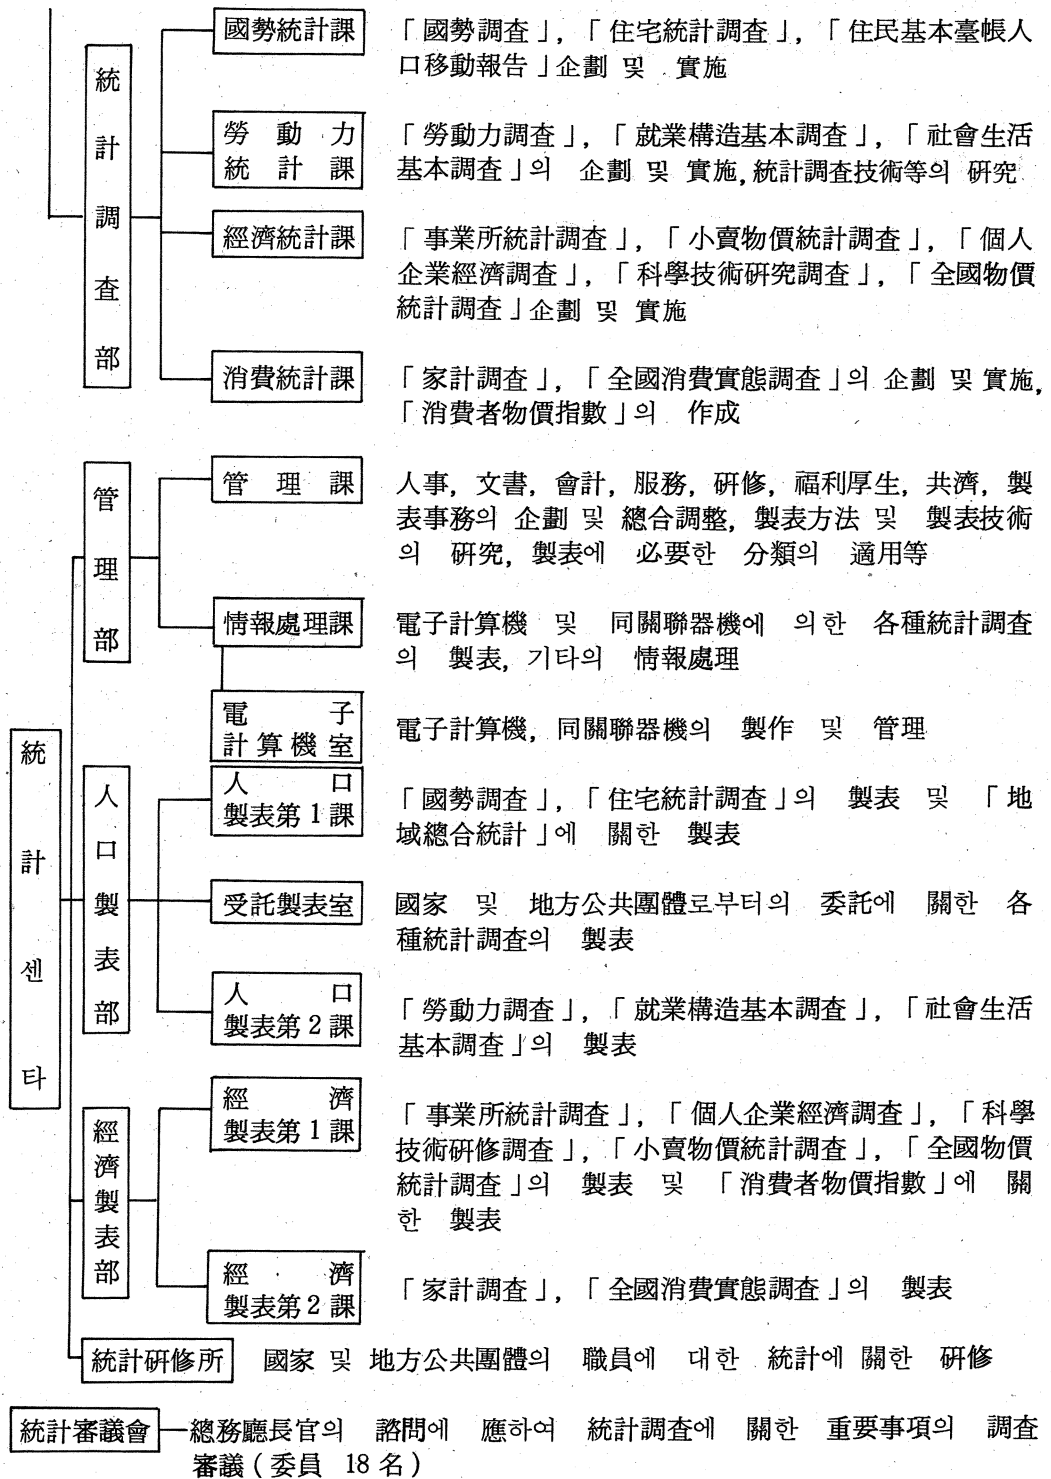 統計調査部
國勢統計課
「國勢調査」, 「住宅統計調査」, 「住民基本臺帳人
口移動報告」企劃 및 實施
勞動力
統計課
「勞動力調査」, 「就業構造基本調査」, 「社會生活
基本調査」의 企劃 및 實施, 統計調査技術等의 硏究
經濟統計課
「事業所統計調査」, 「小賣物價統計調査」, 「個人
企業經濟調査」, 「科學技術硏究調査」, 「全國物價
統計調査」企劃 및 實施
消費統計課
「家計調査」, 「全國消費實態調査」의 企劃 및 實施,
「消費者物價指數」의 作成
統計센타
管理部
管理課
人事, 文書, 會計, 服務, 硏修, 福利厚生, 共濟, 製
表事務의 企劃 및 總合調整, 製表方法 및 製表技術
의 硏究, 製表에 必要한 分類의 適用等
情報處理課
電子計算機 및 同關聯器機에 의한 各種統計調査
의 製表, 기타의 情報處理
電子
計算機室
電子計算機, 同關聯器機의 製作 및 管理
人口製表部
人口
製表第1課
「國勢調査」, 「住宅統計調査」의 製表 및 「地
域總合統計」에 關한 製表
受託製表室
國家 및 地方公共團體로부터의 委託에 關한 各
種統計調査의 製表
人口
製表第2課
「勞動力調査」, 「就業構造基本調査」, 「社會生活
基本調査」의 製表
經濟製表部
經濟
製表第1課
「事業所統計調査」, 「個人企業經濟調査」, 「科學
技術硏修調査」, 「小賣物價統計調査」, 「全國物價
統計調査」의 製表 및 「消費者物價指數」에 關
한 製表
經濟
製表第2課
「家計調査」, 「全國消費實態調査」의 製表
統計硏修所
國家 및 地方公共團體의 職員에 대한 統計에 關한 硏修
統計審議會
總務廳長官의 諮問에 應하여 統計調査에 關한 重要事項의 調査
審議(委員 18名)